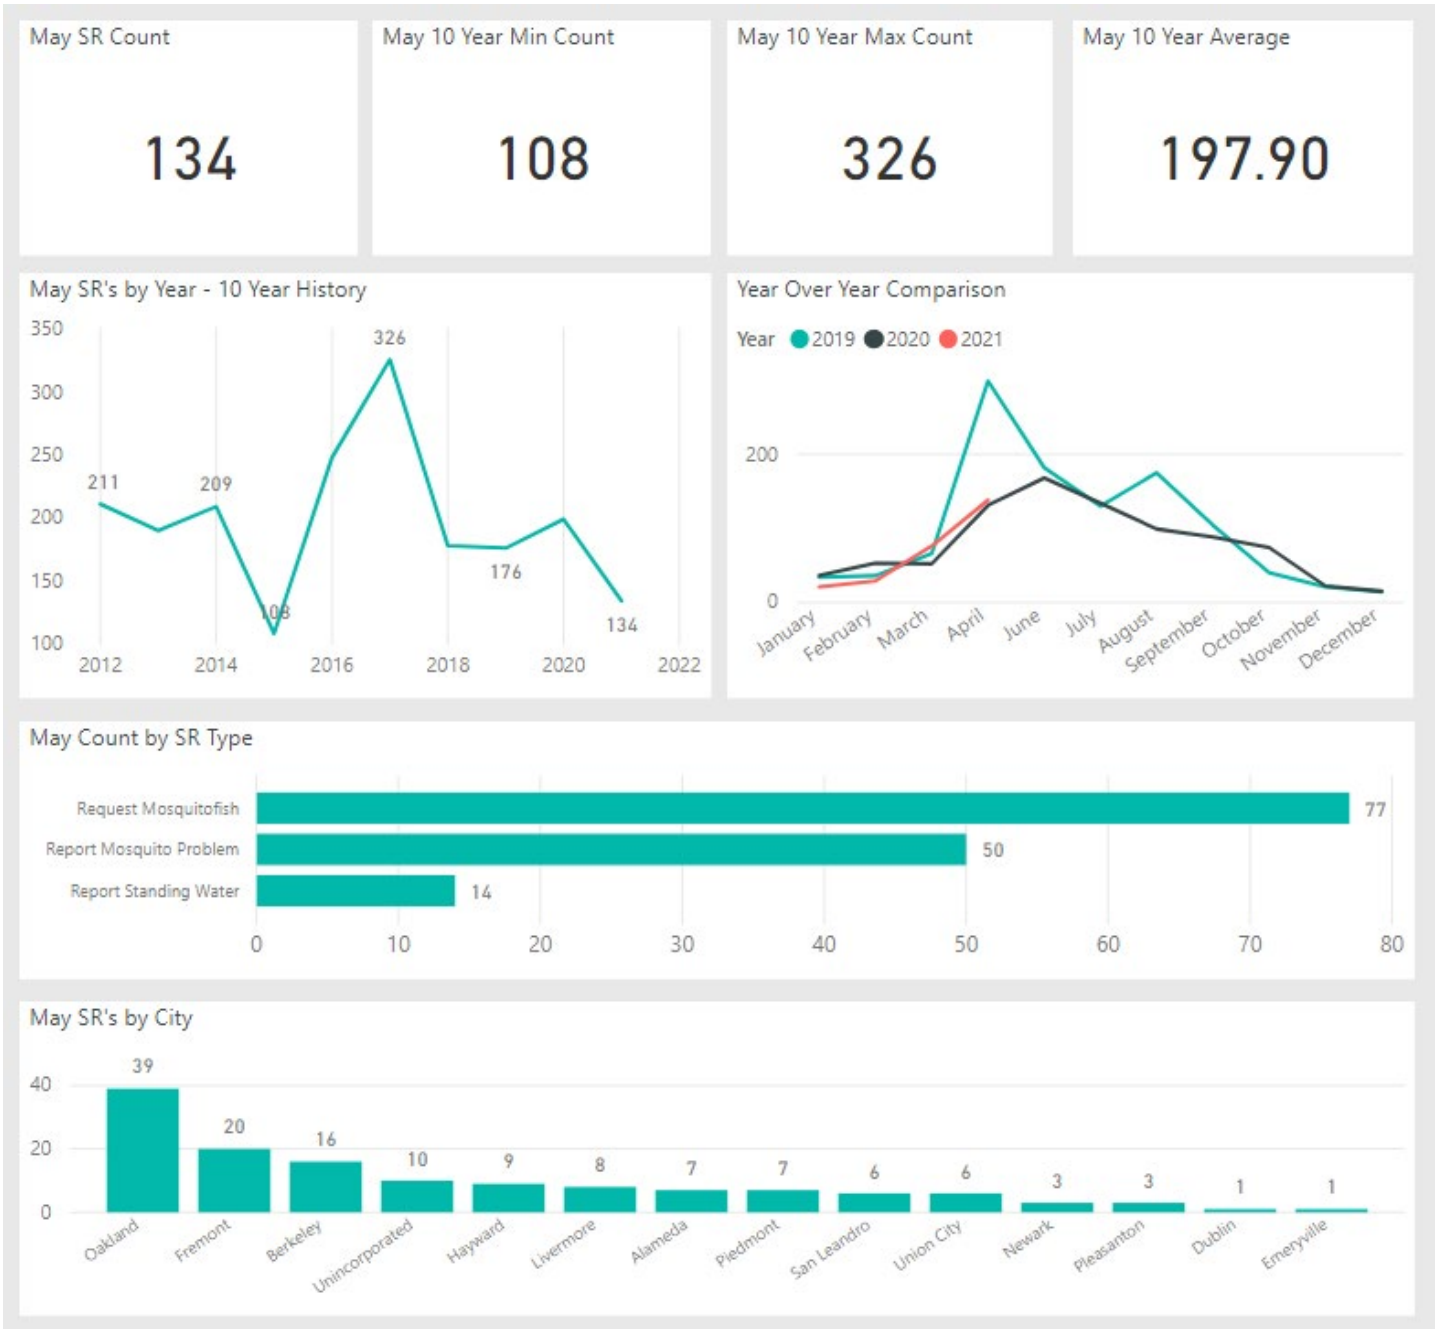 May SR Count
134
May 10 Year Min Count
108
May 10 Year Max Count
326
May 10 Year Average
197.90
May SR's by Year - 10 Year History
350
300
250
200
150
100
211
209
108
326
176
134
2012 2014 2016 2018 2020 2022
Year Over Year Comparison
Year 2019 2020 2021
200
0
January February March April June July August September October November December
May Count by SR Type
Request Mosquitofish 77
Report Mosquito Problem 50
Report Standing Water 14
0 10 20 30 40 50 60 70 80
May SR's by City
40
20
0
39 20 16 10 9 8 7 7 6 6 3 3 1 1
Oakland Fremont Berkeley Unincorporated Hayward Livermore Alameda Piedmont San Leandro Union City Newark Pleasanton Dublin Emeryville